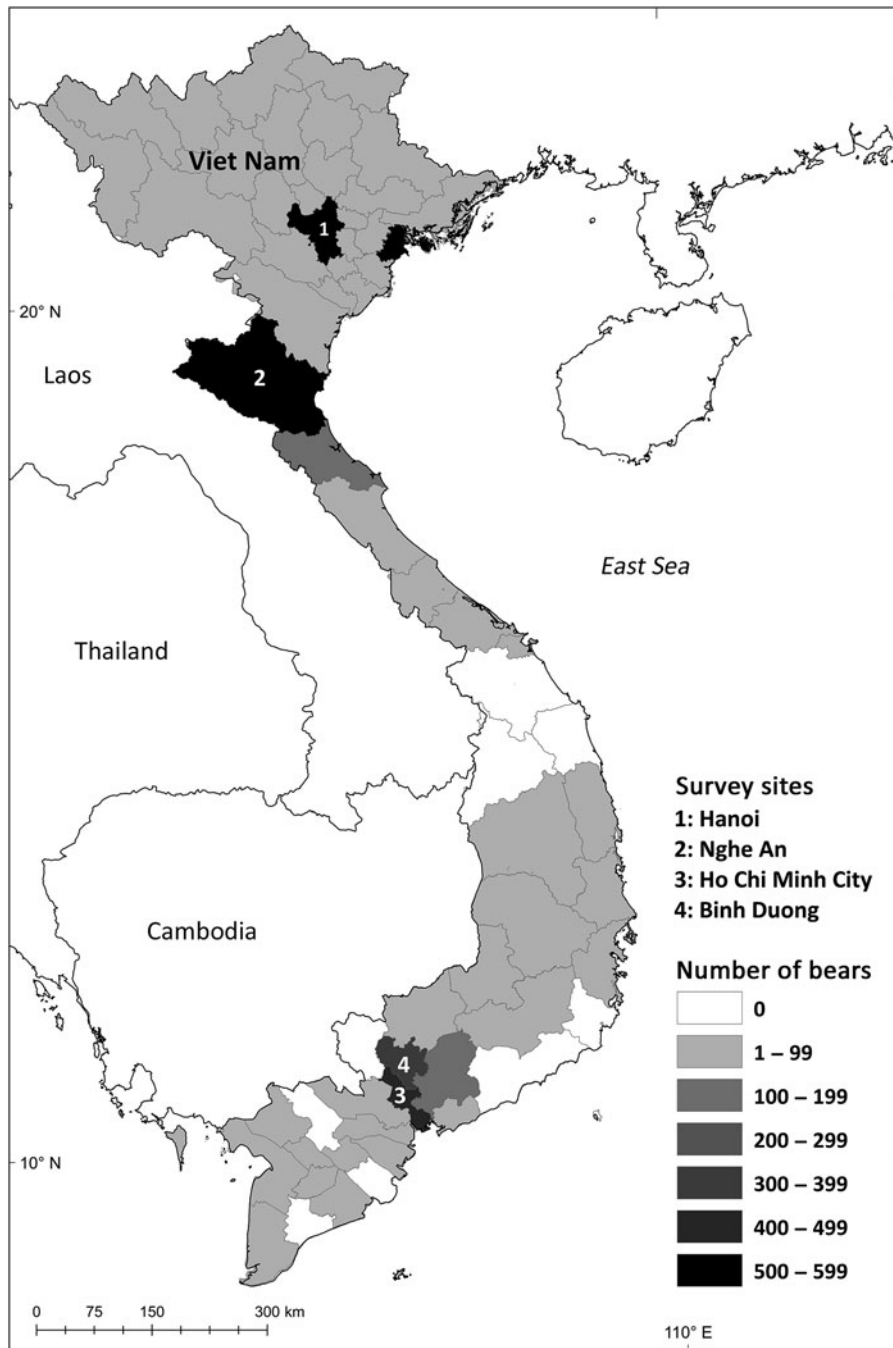 Viet Nam
1
20° N
2
Laos
East Sea
Thailand
Survey sites
1: Hanoi
2: Nghe An
3: Ho Chi Minh City
4: Binh Duong
Cambodia
Number of bears
0
1 – 99
100 – 199
200 – 299
300 – 399
400 – 499
500 – 599
4
3
10° N
0 75 150 300 km
110° E